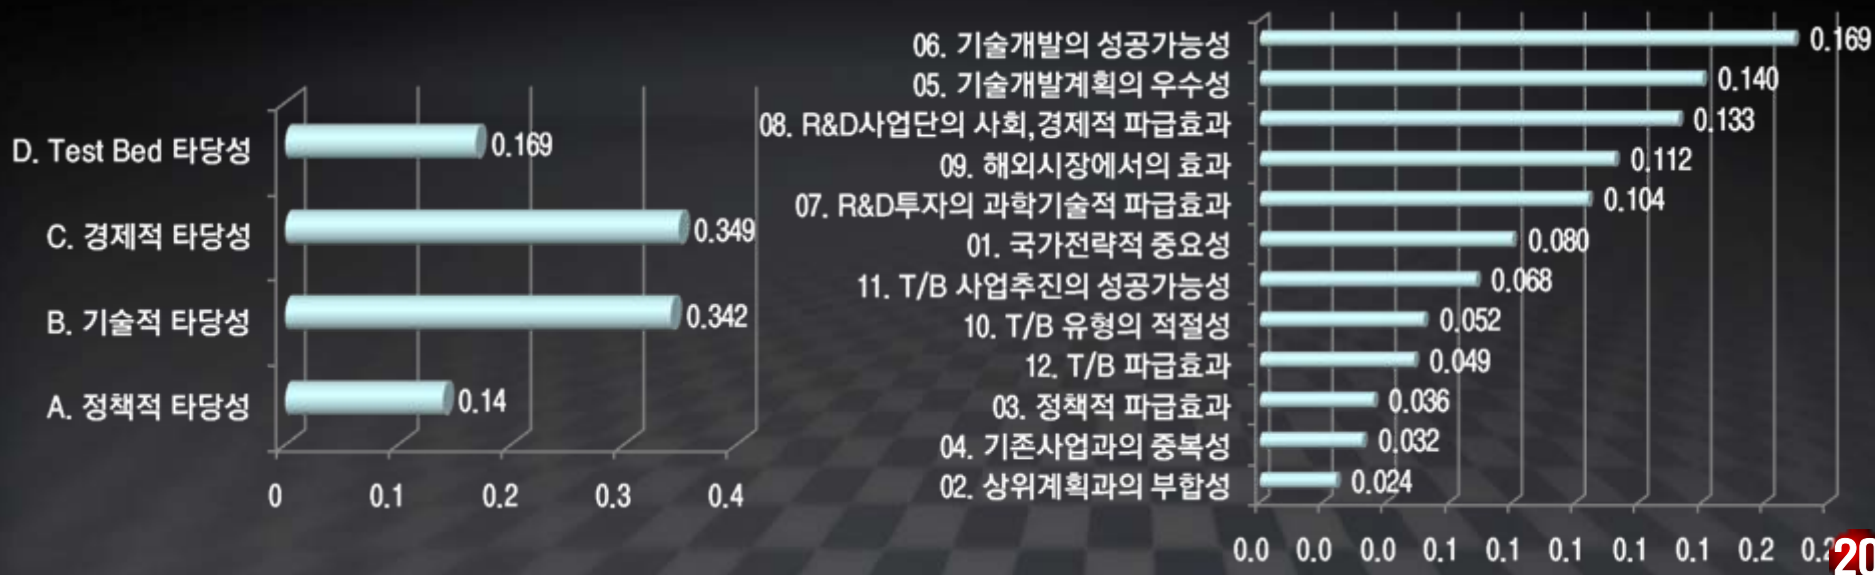 D. Test Bed 타당성 0.169
C. 경제적 타당성 0.349
B. 기술적 타당성 0.342
A. 정책적 타당성 0.14
0 0.1 0.2 0.3 0.4
06. 기술개발의 성공가능성 0.169
05. 기술개발계획의 우수성 0.140
08. R&D사업단의 사회,경제적 파급효과 0.133
09. 해외시장에서의 효과 0.112
07. R&D투자의 과학기술적 파급효과 0.104
01. 국가전략적 중요성 0.080
11. T/B 사업추진의 성공가능성 0.068
10. T/B 유형의 적절성 0.052
12. T/B 파급효과 0.049
03. 정책적 파급효과 0.036
04. 기존사업과의 중복성 0.032
02. 상위계획과의 부합성 0.024
0.0 0.0 0.0 0.1 0.1 0.1 0.1 0.1 0.2
20